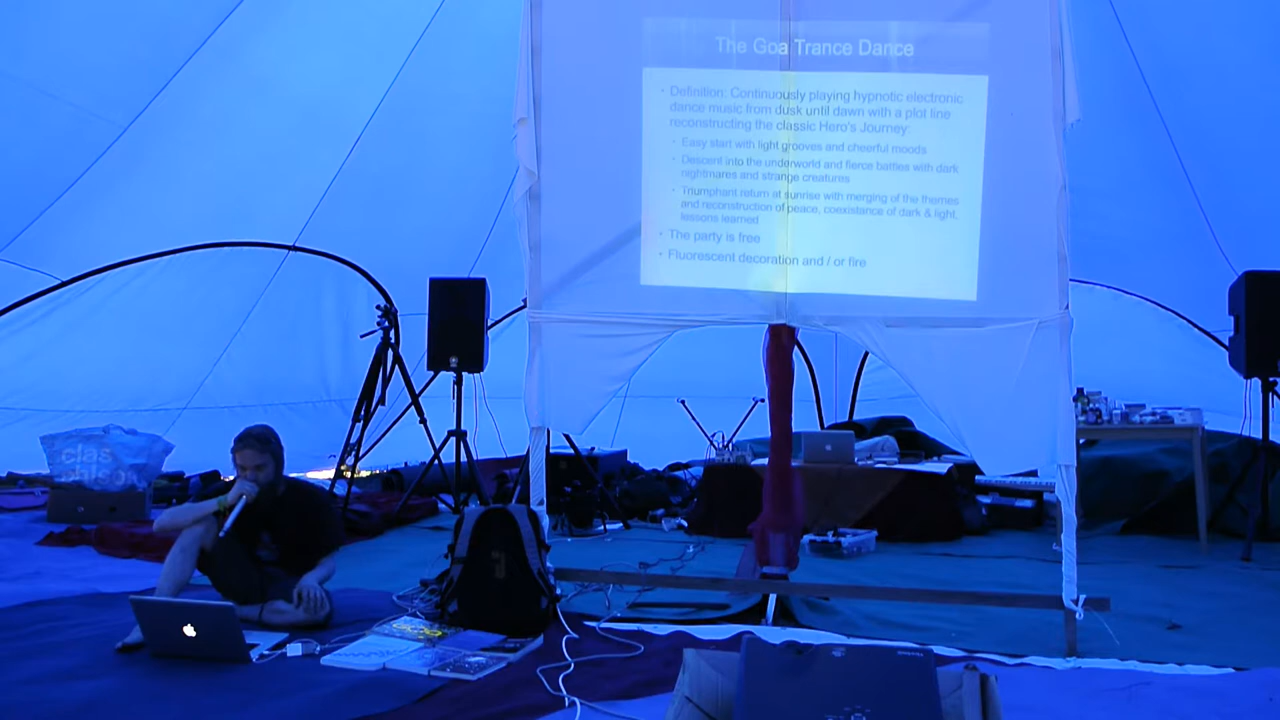 The Goa Trance Dance
· Definition: Continuously playing hypnotic electronic
dance music from dusk until dawn with a plot line
reconstructing the classic Hero's Journey:
· Easy start with light grooves and cheerful moods
· Descent into the underworld and fierce battles with dark
nightmares and strange creatures
· Triumphant return at sunrise with merging of the themes
and reconstruction of peace, coexistance of dark & light,
lessons learned
· The party is free
· Fluorescent decoration and / or fire
clas
ohlson